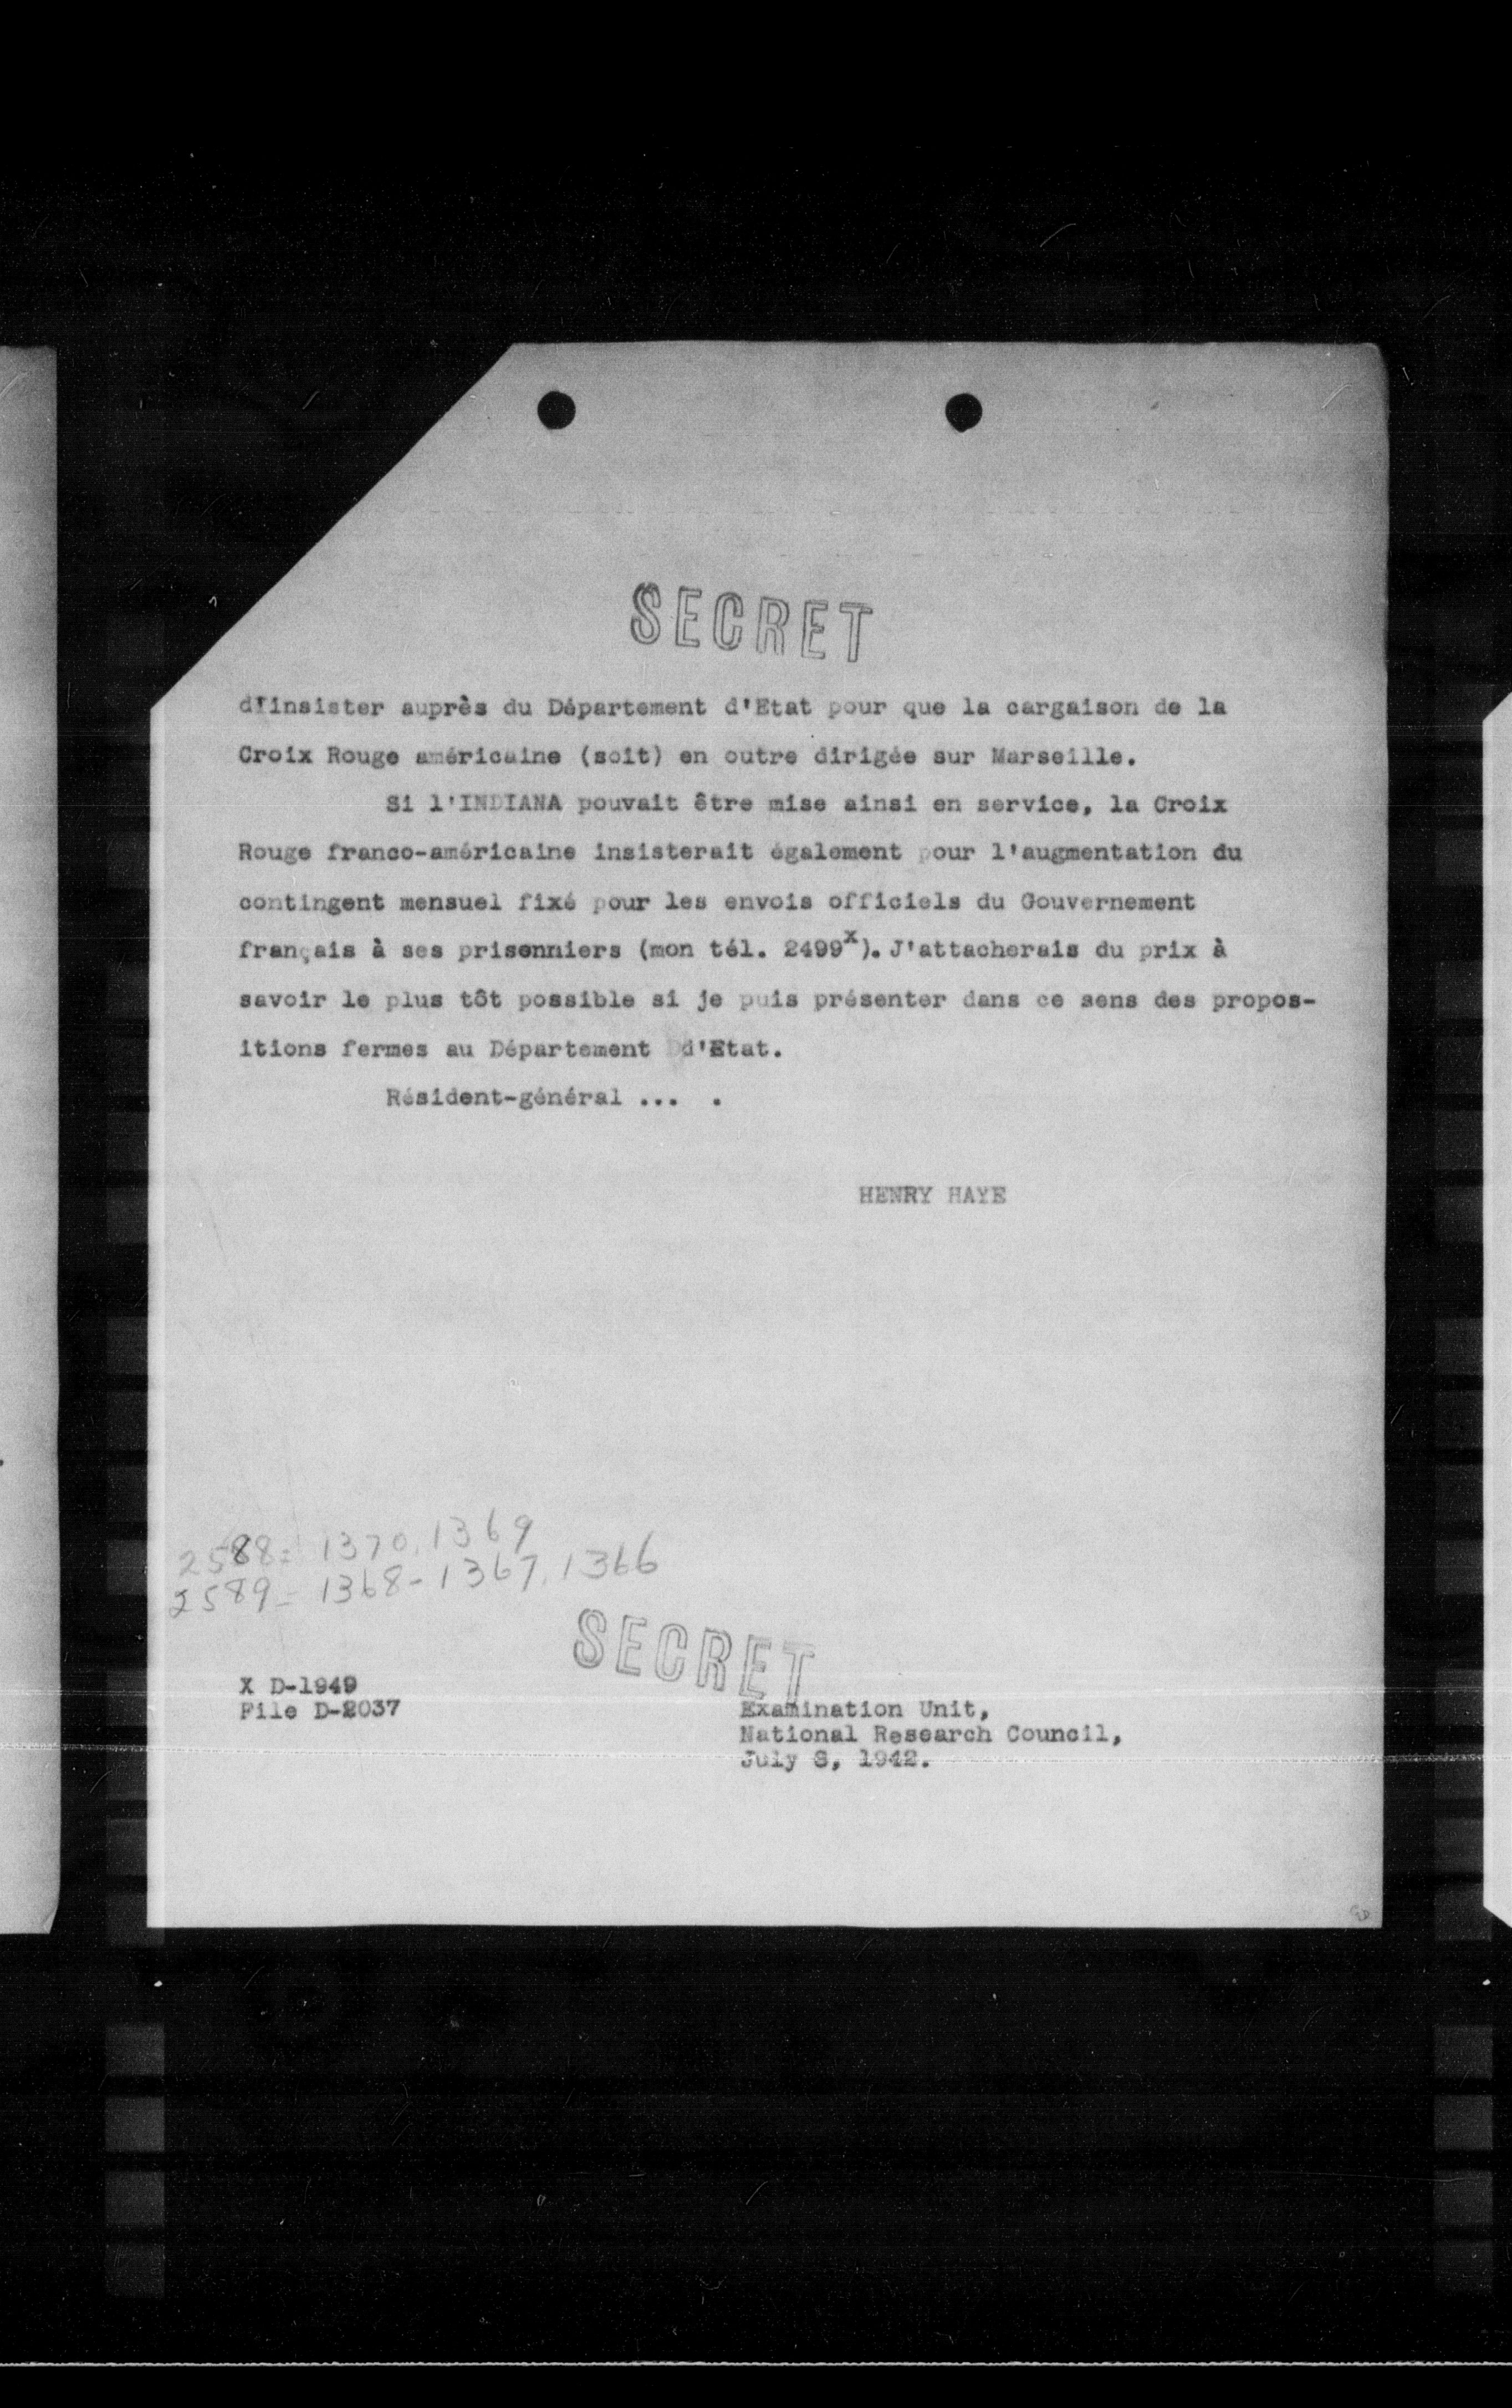 SECRET
d'insister auprès du Département d'Etat pour que la cargaison de la
Croix Rouge américaine (soit) en outre dirigée sur Marseille.
Si l'INDIANA pouvait être mise ainsi en service, la Croix
Rouge franco-américaine insisterait également pour l'augmentation du
contingent mensuel fixé pour les envois officiels du Gouvernement
français à ses prisonniers (mon tél. 2499x). J'attacherais du prix à
savoir le plus tôt possible si je puis présenter dans ce sens des propos-
itions fermes au Département d'Etat.
Résident-général ... .
HENRY HAYE
2588 = 1370, 1369
2589 - 1368 - 1367, 1366
SECRET
X D-1949
File D-2037
Examination Unit,
National Research Council,
July 8, 1942.